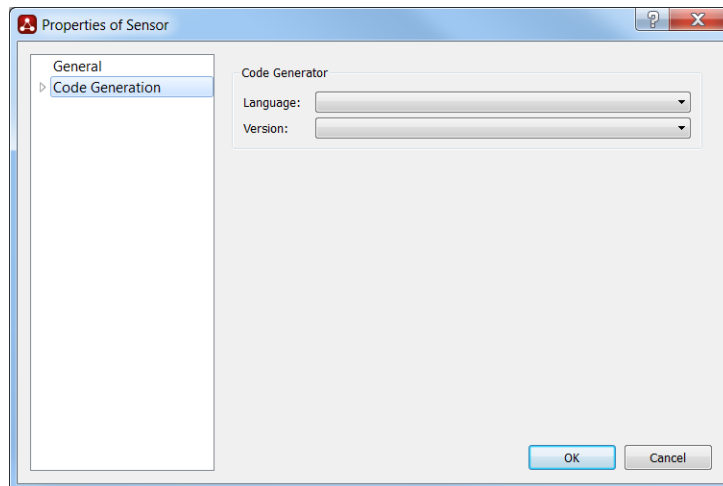 Properties of Sensor
General
Code Generation
Code Generator
Language:
Version:
OK
Cancel